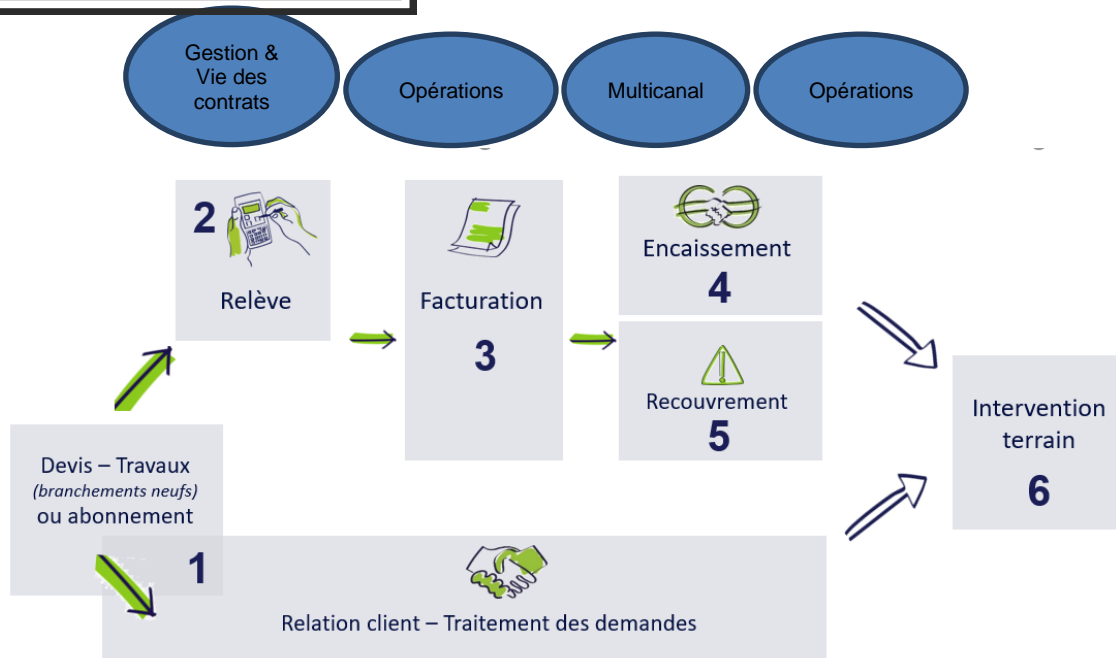 Gestion &
Vie des
contrats
Opérations
Multicanal
Opérations
2
Relève
Facturation
3
Encaissement
4
Recouvrement
5
Intervention
terrain
6
Devis – Travaux
(branchements neufs)
ou abonnement
1
Relation client – Traitement des demandes